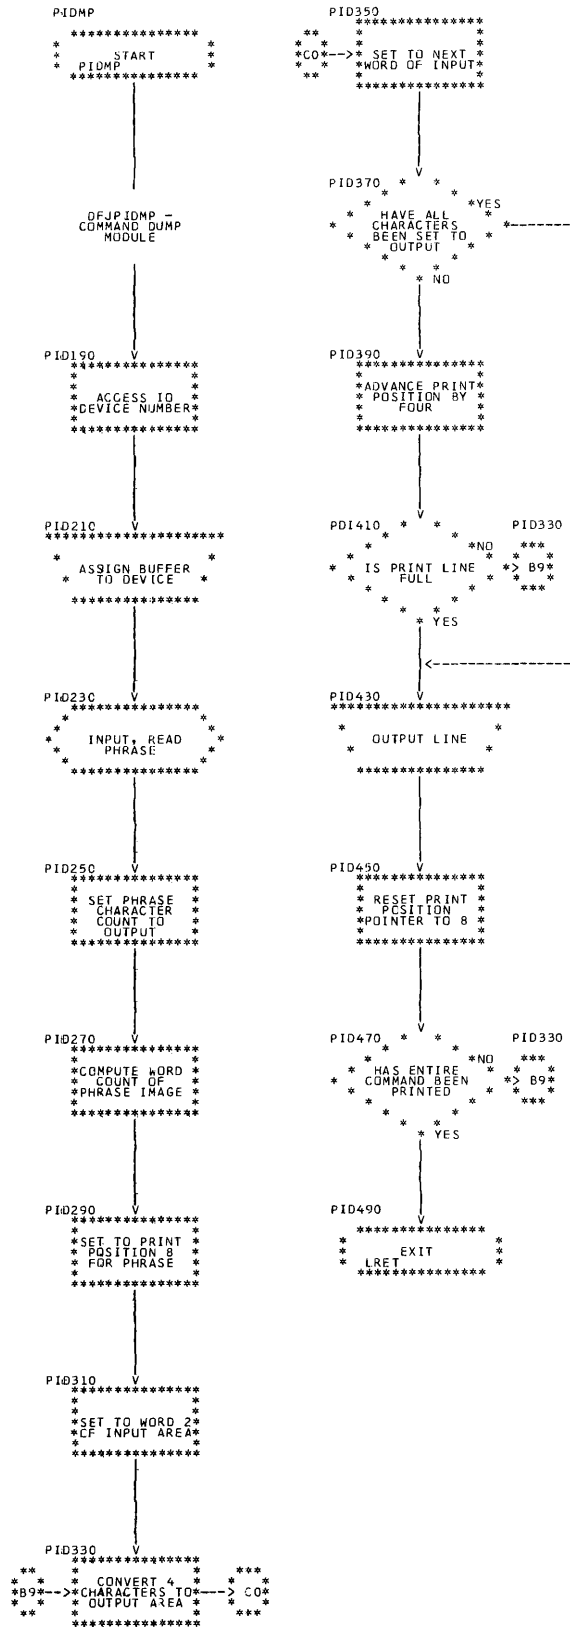 PIDMP
START
PIDMP
DFJPIDMP -
COMMAND DUMP
MODULE
PID190
ACCESS IO
DEVICE NUMBER
PID210
ASSIGN BUFFER
TO DEVICE
PID230
INPUT, READ
PHRASE
PID250
SET PHRASE
CHARACTER
COUNT TO
OUTPUT
PID270
COMPUTE WORD
COUNT OF
PHRASE IMAGE
PID290
SET TO PRINT
POSITION 8
FOR PHRASE
PID310
SET TO WORD 2
OF INPUT AREA
PID330
B9
CONVERT 4
CHARACTERS TO
OUTPUT AREA
C0
PID350
C0
SET TO NEXT
WORD OF INPUT
PID370
YES
HAVE ALL
CHARACTERS
BEEN SET TO
OUTPUT
NO
PID390
ADVANCE PRINT
POSITION BY
FOUR
PDI410
PID330
NO
IS PRINT LINE
FULL
B9
YES
PID430
OUTPUT LINE
PID450
RESET PRINT
POSITION
POINTER TO 8
PID470
PID330
NO
HAS ENTIRE
COMMAND BEEN
PRINTED
B9
YES
PID490
EXIT
LRET